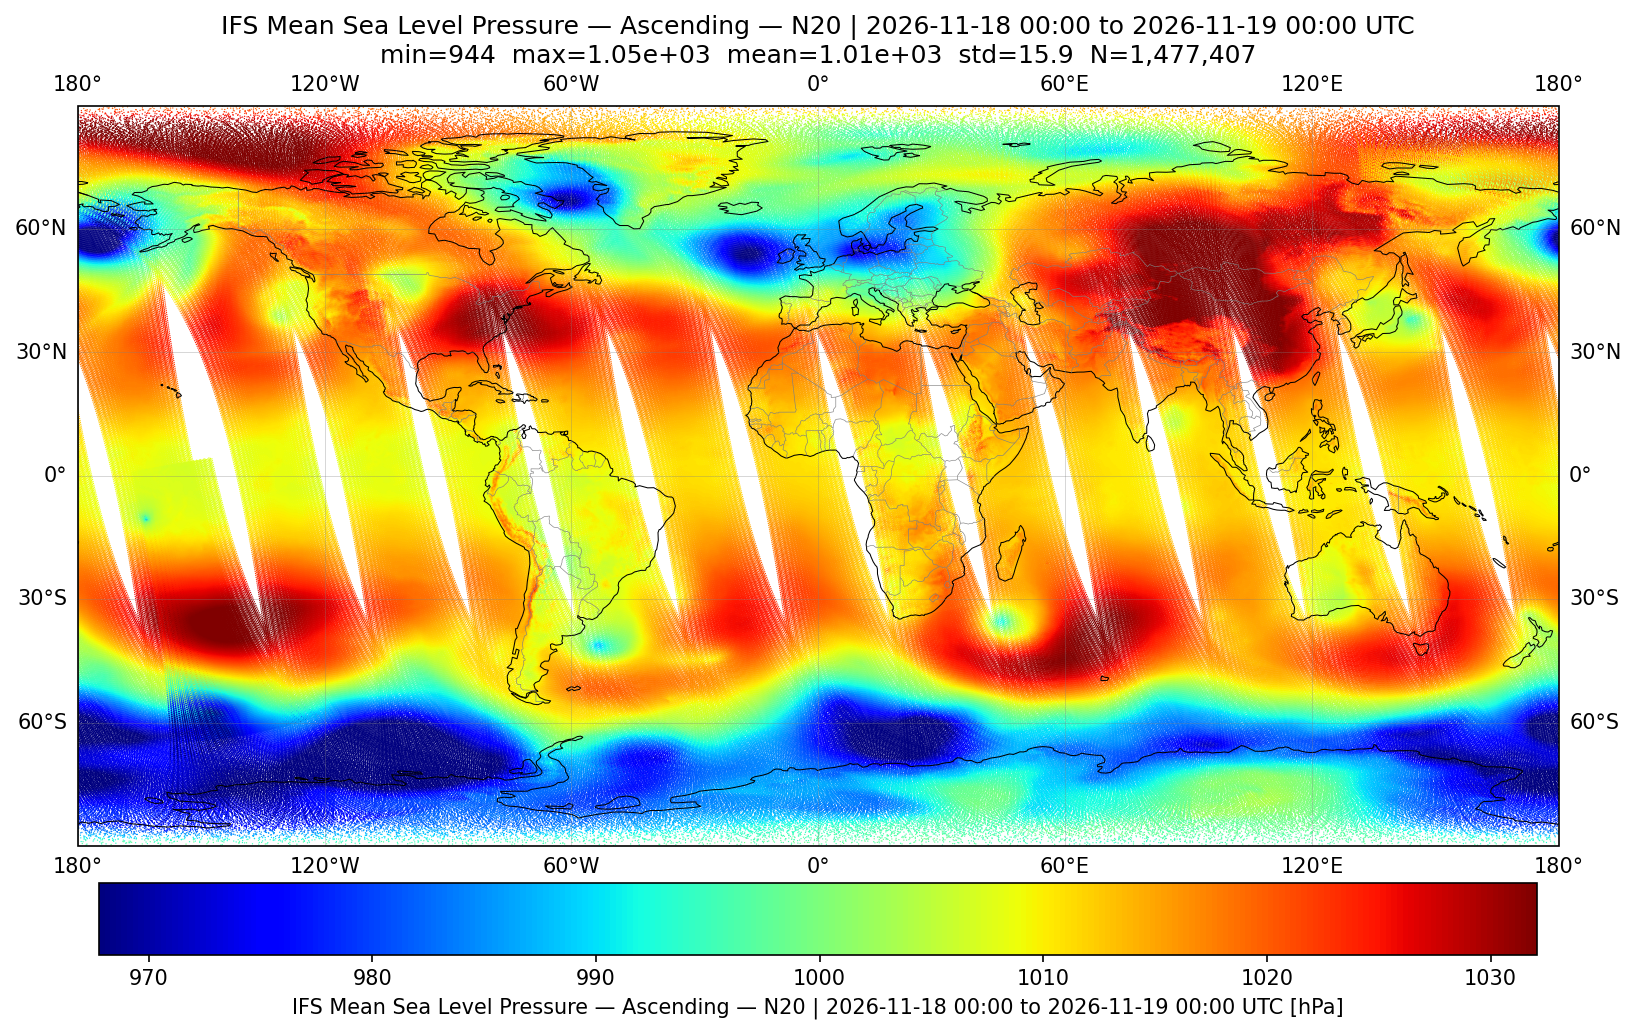 IFS Mean Sea Level Pressure — Ascending — N20 | 2026-11-18 00:00 to 2026-11-19 00:00 UTC
min=944  max=1.05e+03  mean=1.01e+03  std=15.9  N=1,477,407
180° 120°W 60°W 0° 60°E 120°E 180°
60°N 60°N
30°N 30°N
0° 0°
30°S 30°S
60°S 60°S
180° 120°W 60°W 0° 60°E 120°E 180°
970 980 990 1000 1010 1020 1030
IFS Mean Sea Level Pressure — Ascending — N20 | 2026-11-18 00:00 to 2026-11-19 00:00 UTC [hPa]